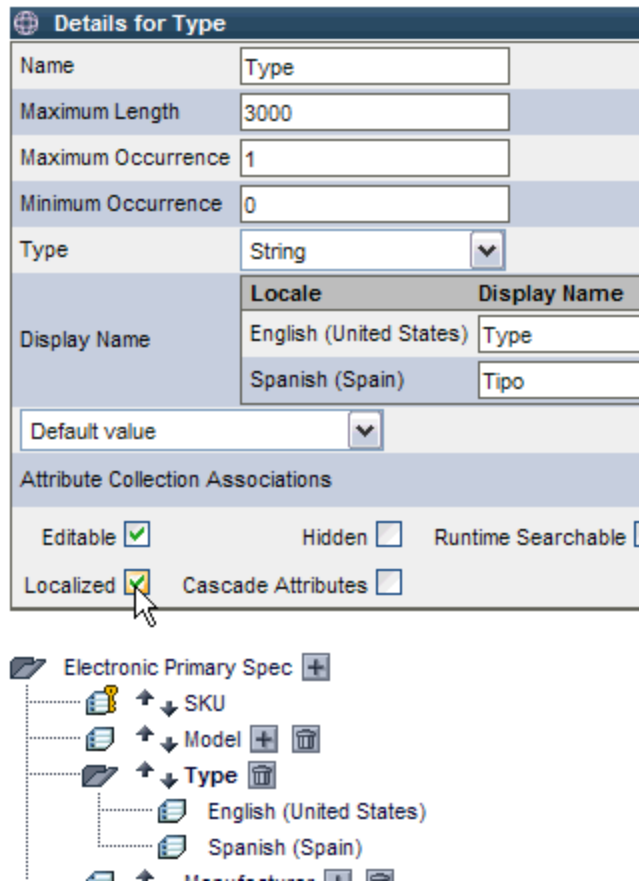 Details for Type
Name Type
Maximum Length 3000
Maximum Occurrence 1
Minimum Occurrence 0
Type String
Locale Display Name
Display Name
English (United States) Type
Spanish (Spain) Tipo
Default value
Attribute Collection Associations
Editable Hidden Runtime Searchable
Localized Cascade Attributes
Electronic Primary Spec
SKU
Model
Type
English (United States)
Spanish (Spain)
Manufacturer